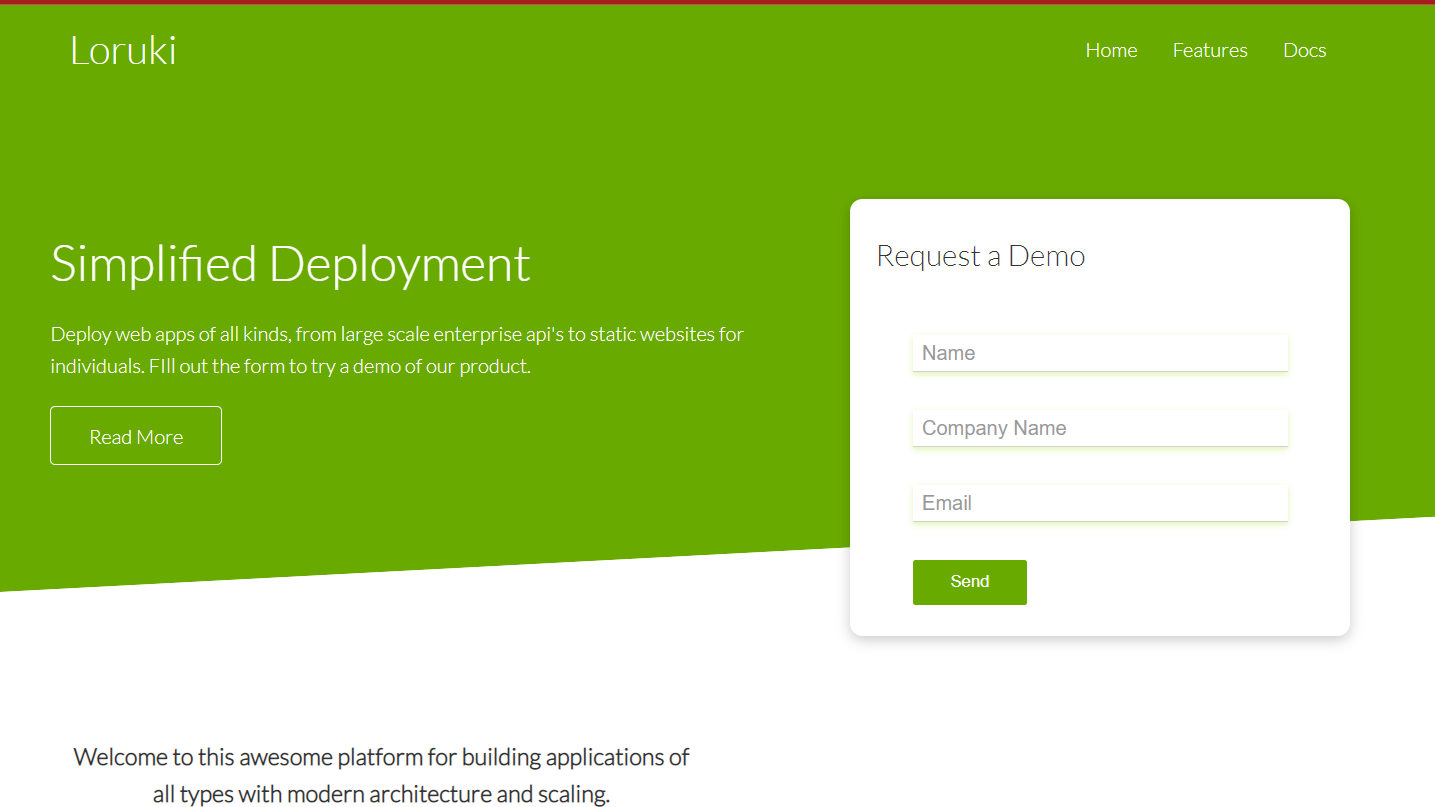 Loruki
Home Features Docs
Simplified Deployment
Deploy web apps of all kinds, from large scale enterprise api's to static websites for
individuals. FIll out the form to try a demo of our product.
Read More
Request a Demo
Name
Company Name
Email
Send
Welcome to this awesome platform for building applications of
all types with modern architecture and scaling.